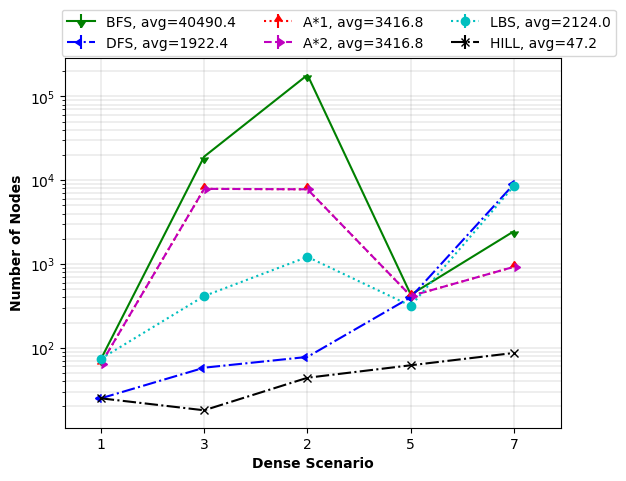 BFS, avg=40490.4 A*1, avg=3416.8 LBS, avg=2124.0
DFS, avg=1922.4 A*2, avg=3416.8 HILL, avg=47.2
10^5
10^4
10^3
10^2
Number of Nodes
1 3 2 5 7
Dense Scenario